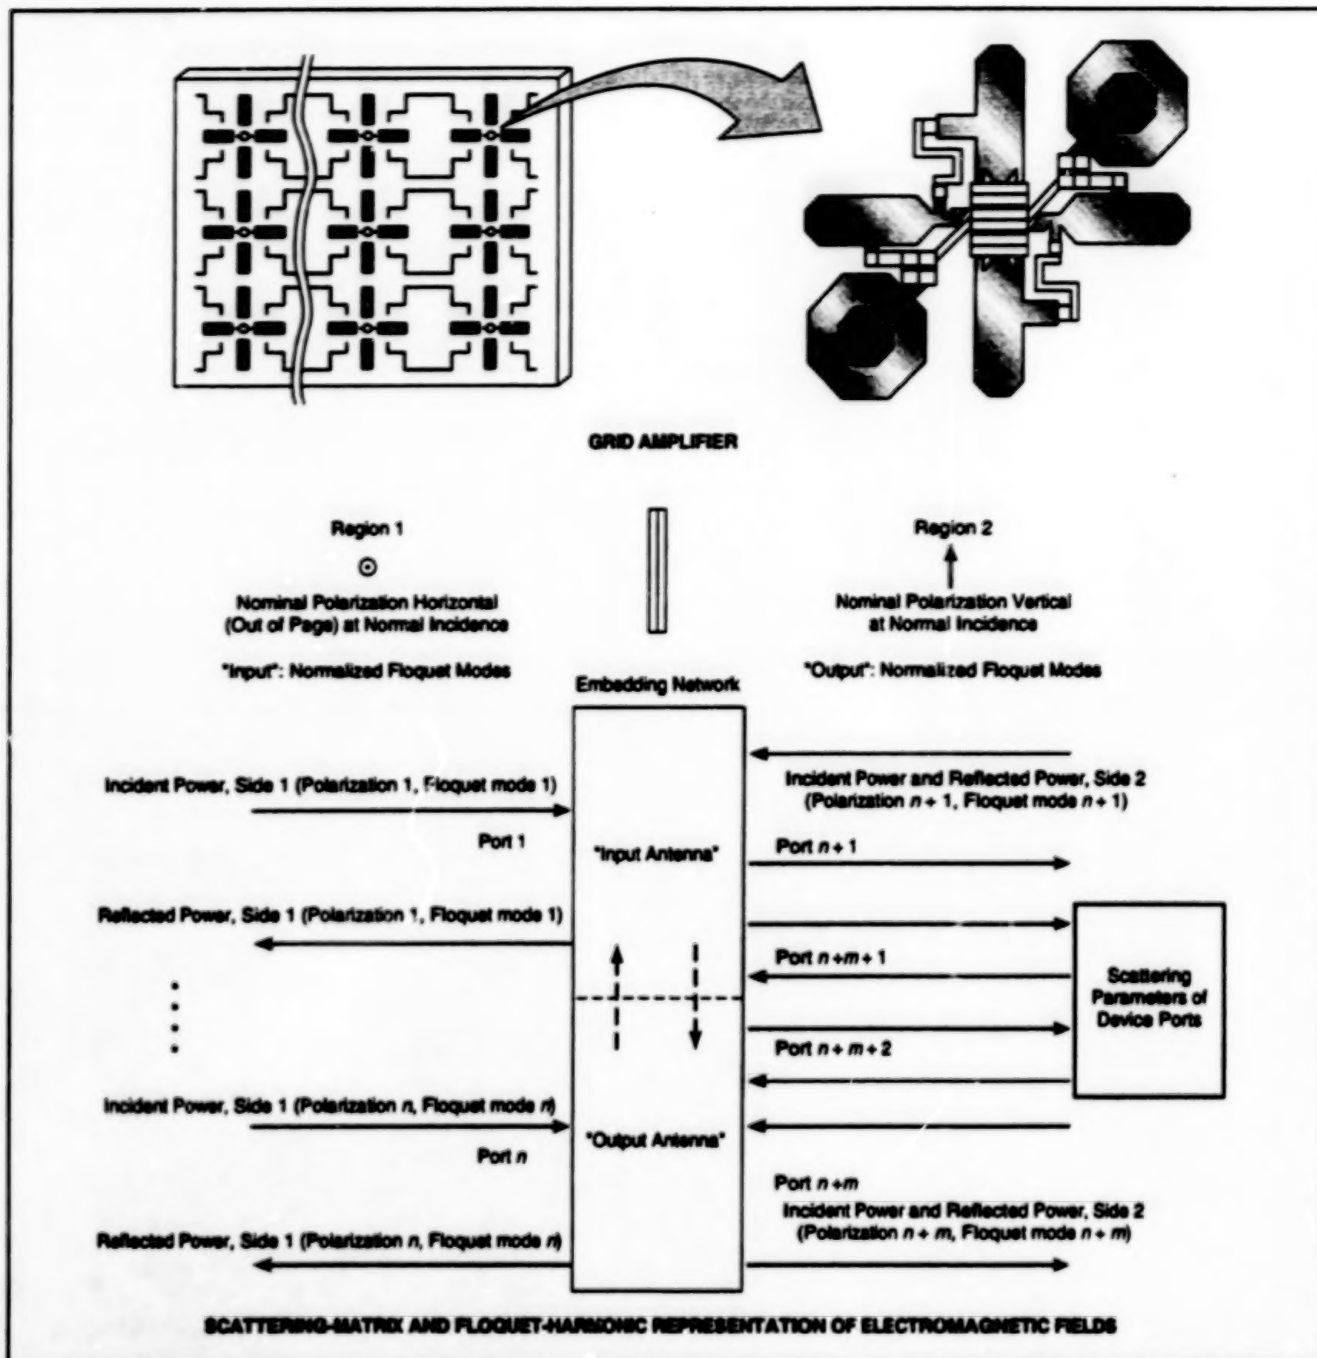 GRID AMPLIFIER
Region 1
Nominal Polarization Horizontal
(Out of Page) at Normal Incidence
"Input": Normalized Floquet Modes
Region 2
Nominal Polarization Vertical
at Normal Incidence
"Output": Normalized Floquet Modes
Embedding Network
Incident Power, Side 1 (Polarization 1, Floquet mode 1)
Port 1
Reflected Power, Side 1 (Polarization 1, Floquet mode 1)
Incident Power, Side 1 (Polarization n, Floquet mode n)
Port n
Reflected Power, Side 1 (Polarization n, Floquet mode n)
"Input Antenna"
"Output Antenna"
Incident Power and Reflected Power, Side 2
(Polarization n + 1, Floquet mode n + 1)
Port n + 1
Port n +m + 1
Port n + m + 2
Scattering
Parameters of
Device Ports
Port n +m
Incident Power and Reflected Power, Side 2
(Polarization n + m, Floquet mode n + m)
SCATTERING-MATRIX AND FLOQUET-HARMONIC REPRESENTATION OF ELECTROMAGNETIC FIELDS